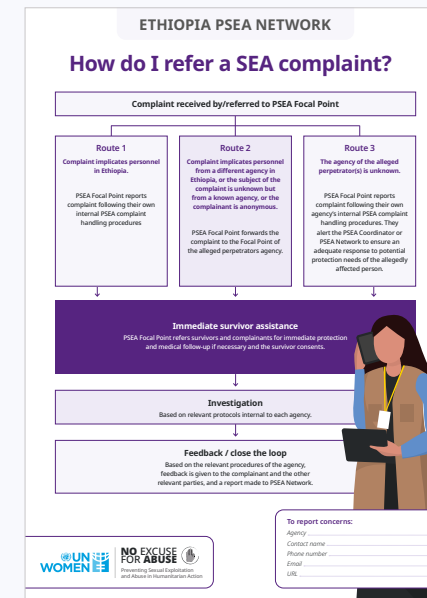 ETHIOPIA PSEA NETWORK
How do I refer a SEA complaint?
Complaint received by/referred to PSEA Focal Point
Route 1
Complaint implicates personnel
in Ethiopia.
PSEA Focal Point reports
complaint following their own
internal PSEA complaint
handling procedures
Route 2
Complaint implicates personnel
from a different agency in
Ethiopia, or the subject of the
complaint is unknown but
from a known agency, or the
complainant is anonymous.
PSEA Focal Point forwards the
complaint to the Focal Point of
the alleged perpetrators agency.
Route 3
The agency of the alleged
perpetrator(s) is unknown.
PSEA Focal Point reports
complaint following their own
agency's internal PSEA complaint
handling procedures. They
alert the PSEA Coordinator or
PSEA Network to ensure an
adequate response to potential
protection needs of the allegedly
affected person.
Immediate survivor assistance
PSEA Focal Point refers survivors and complainants for immediate protection
and medical follow-up if necessary and the survivor consents.
Investigation
Based on relevant protocols internal to each agency.
Feedback / close the loop
Based on the relevant procedures of the agency,
feedback is given to the complainant and the other
relevant parties, and a report made to PSEA Network.
To report concerns:
Agency
Contact name
Phone number
Email
URL
UN
WOMEN
NO EXCUSE
FOR ABUSE
Preventing Sexual Exploitation
and Abuse in Humanitarian Action